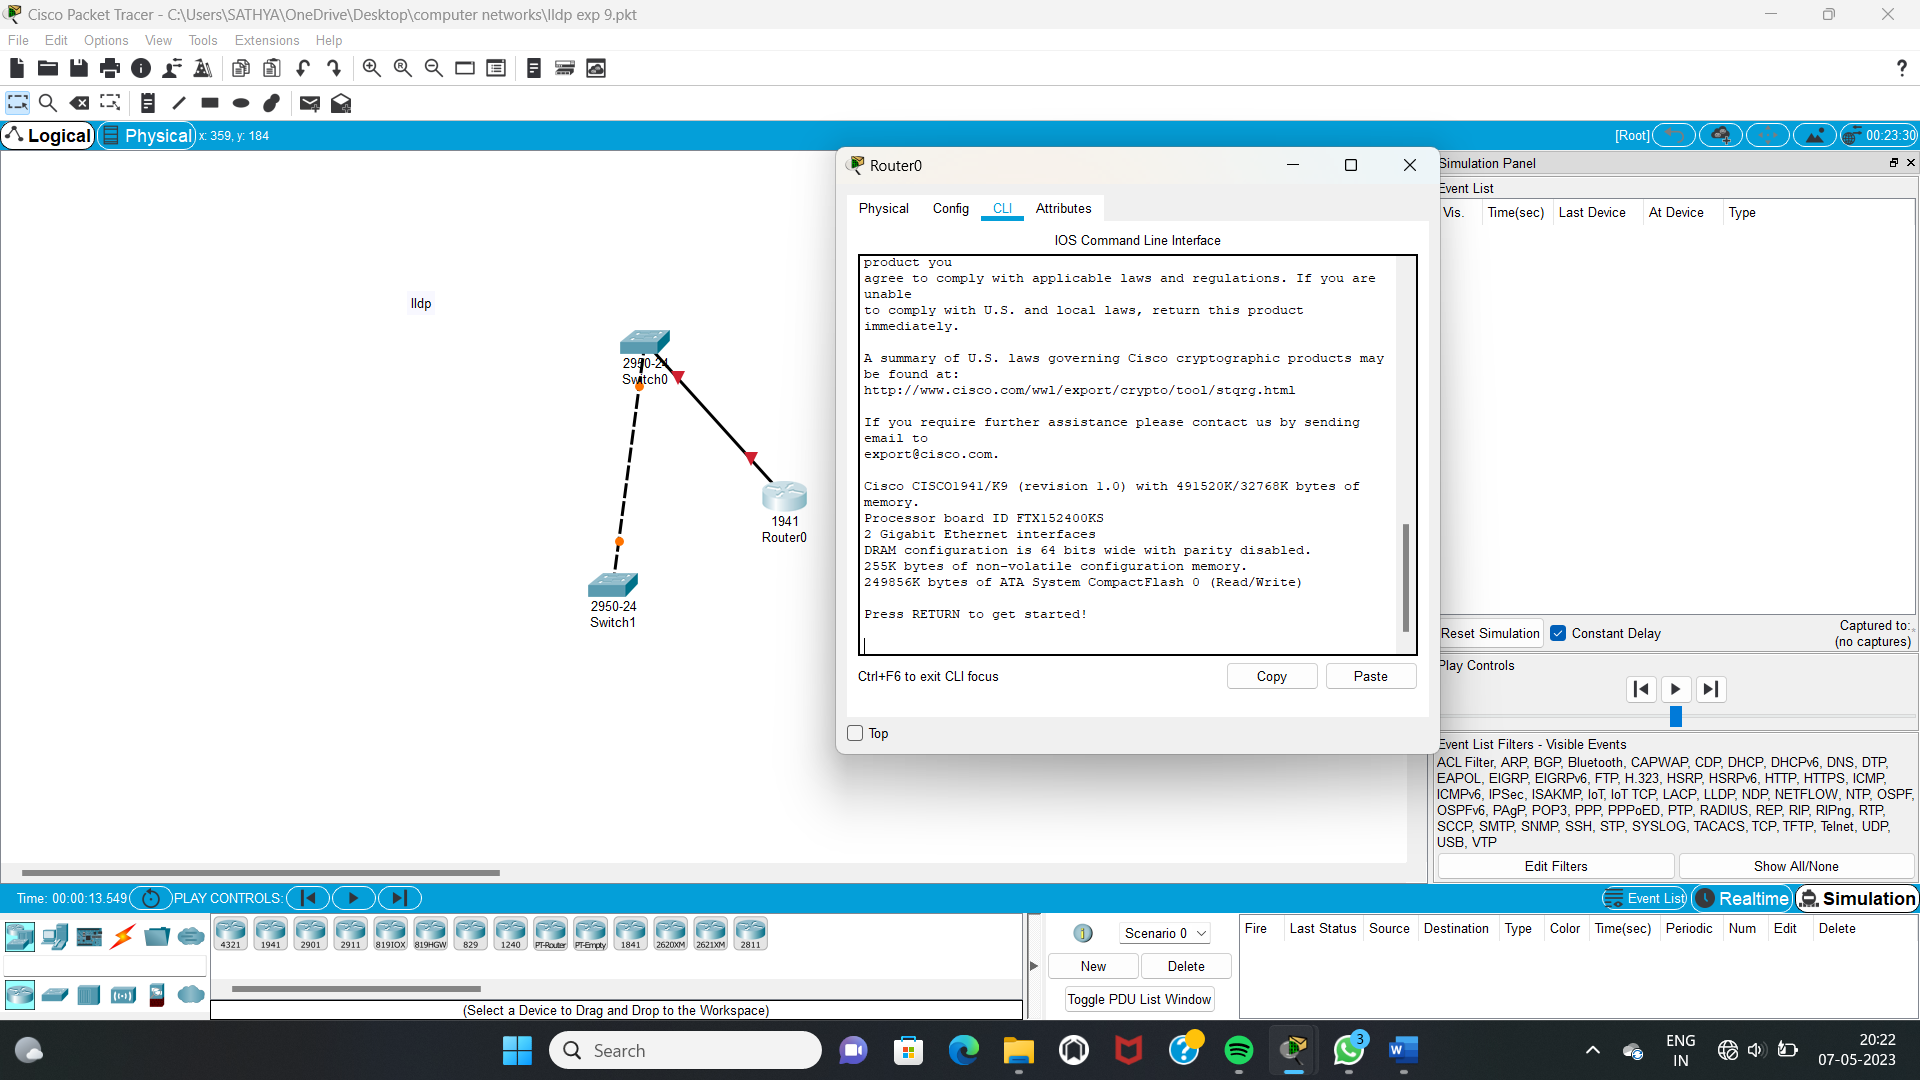 Cisco Packet Tracer - C:\Users\SATHYA\OneDrive\Desktop\computer networks\lldp exp 9.pkt
File Edit Options View Tools Extensions Help
Logical Physical x: 359, y: 184
[Root] 00:23:30
lldp
2950-24
Switch0
1941
Router0
2950-24
Switch1
Router0
Physical Config CLI Attributes
IOS Command Line Interface
product you
agree to comply with applicable laws and regulations. If you are
unable
to comply with U.S. and local laws, return this product
immediately.
A summary of U.S. laws governing Cisco cryptographic products may
be found at:
http://www.cisco.com/wwl/export/crypto/tool/stqrg.html
If you require further assistance please contact us by sending
email to
export@cisco.com.
Cisco CISCO1941/K9 (revision 1.0) with 491520K/32768K bytes of
memory.
Processor board ID FTX152400KS
2 Gigabit Ethernet interfaces
DRAM configuration is 64 bits wide with parity disabled.
255K bytes of non-volatile configuration memory.
249856K bytes of ATA System CompactFlash 0 (Read/Write)
Press RETURN to get started!
Ctrl+F6 to exit CLI focus
Copy Paste
Top
Simulation Panel
Event List
Vis. Time(sec) Last Device At Device Type
Reset Simulation Constant Delay
Captured to:
(no captures)
Play Controls
Event List Filters - Visible Events
ACL Filter, ARP, BGP, Bluetooth, CAPWAP, CDP, DHCP, DHCPv6, DNS, DTP,
EAPOL, EIGRP, EIGRPv6, FTP, H.323, HSRP, HSRPv6, HTTP, HTTPS, ICMP,
ICMPv6, IPSec, ISAKMP, IoT, IoT TCP, LACP, LLDP, NDP, NETFLOW, NTP, OSPF,
OSPFv6, PAgP, POP3, PPP, PPPoED, PTP, RADIUS, REP, RIP, RIPng, RTP,
SCCP, SMTP, SNMP, SSH, STP, SYSLOG, TACACS, TCP, TFTP, Telnet, UDP,
USB, VTP
Edit Filters Show All/None
Time: 00:00:13.549 PLAY CONTROLS:
Event List Realtime Simulation
4321 1941 2901 2911 819IOX 819HGW 829 1240 PT-Router PT-Empty 1841 2620XM 2621XM 2811
(Select a Device to Drag and Drop to the Workspace)
1 Scenario 0
New Delete
Toggle PDU List Window
Fire Last Status Source Destination Type Color Time(sec) Periodic Num Edit Delete
Search
3
ENG
IN
20:22
07-05-2023